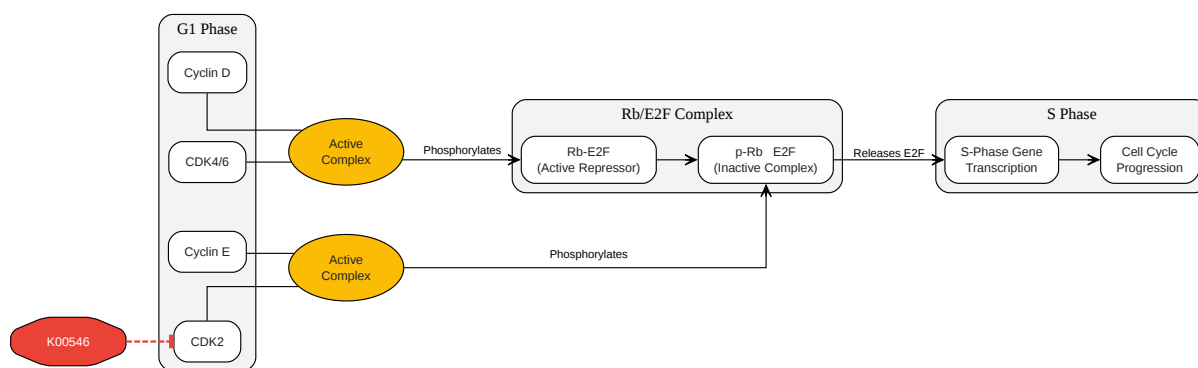 G1 Phase
Cyclin D
CDK4/6
Active
Complex
Phosphorylates
Rb/E2F Complex
Rb-E2F
(Active Repressor)
p-Rb E2F
(Inactive Complex)
Releases E2F
S Phase
S-Phase Gene
Transcription
Cell Cycle
Progression
Cyclin E
Active
Complex
Phosphorylates
K00546
CDK2